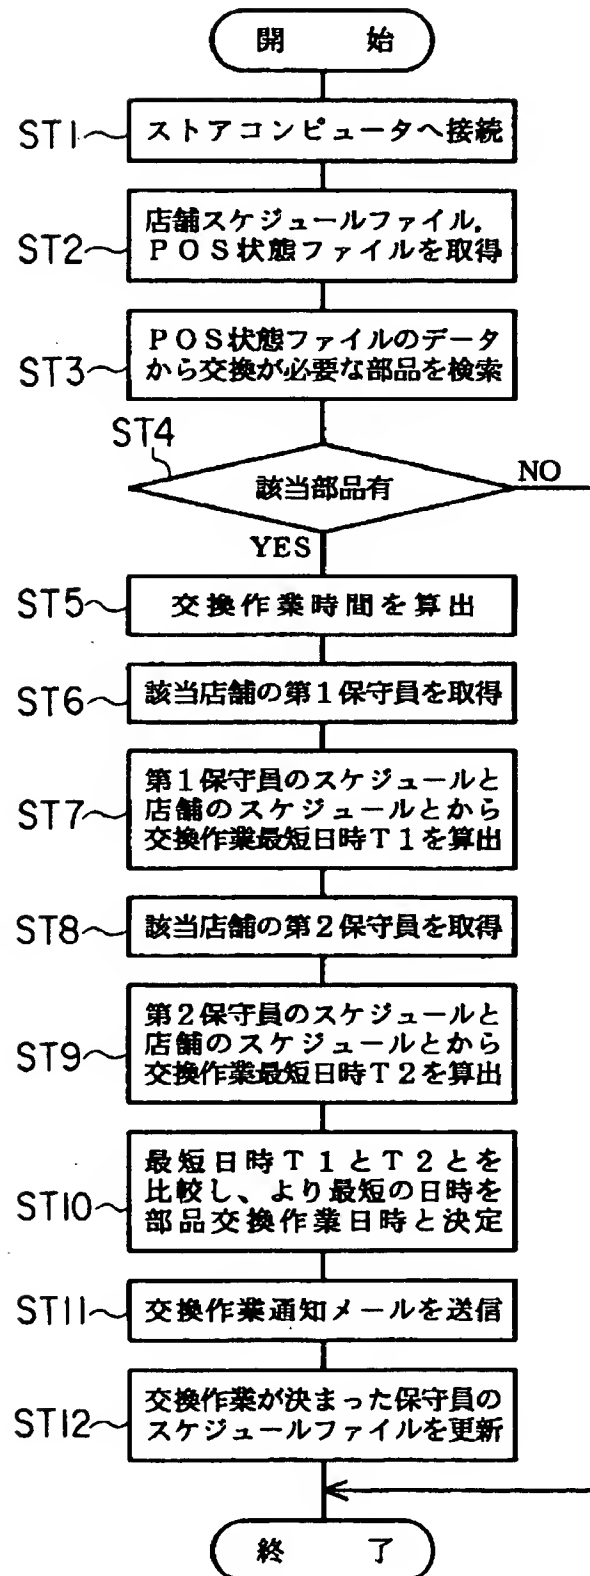 開　　始
ST1
ストアコンピュータへ接続
ST2
店舗スケジュールファイル.
ＰＯＳ状態ファイルを取得
ST3
ＰＯＳ状態ファイルのデータ
から交換が必要な部品を検索
ST4
該当部品有
NO
YES
ST5
交換作業時間を算出
ST6
該当店舗の第１保守員を取得
ST7
第１保守員のスケジュールと
店舗のスケジュールとから
交換作業最短日時Ｔ１を算出
ST8
該当店舗の第２保守員を取得
ST9
第２保守員のスケジュールと
店舗のスケジュールとから
交換作業最短日時Ｔ２を算出
ST10
最短日時Ｔ１とＴ２とを
比較し、より最短の日時を
部品交換作業日時と決定
ST11
交換作業通知メールを送信
ST12
交換作業が決まった保守員の
スケジュールファイルを更新
終　　了